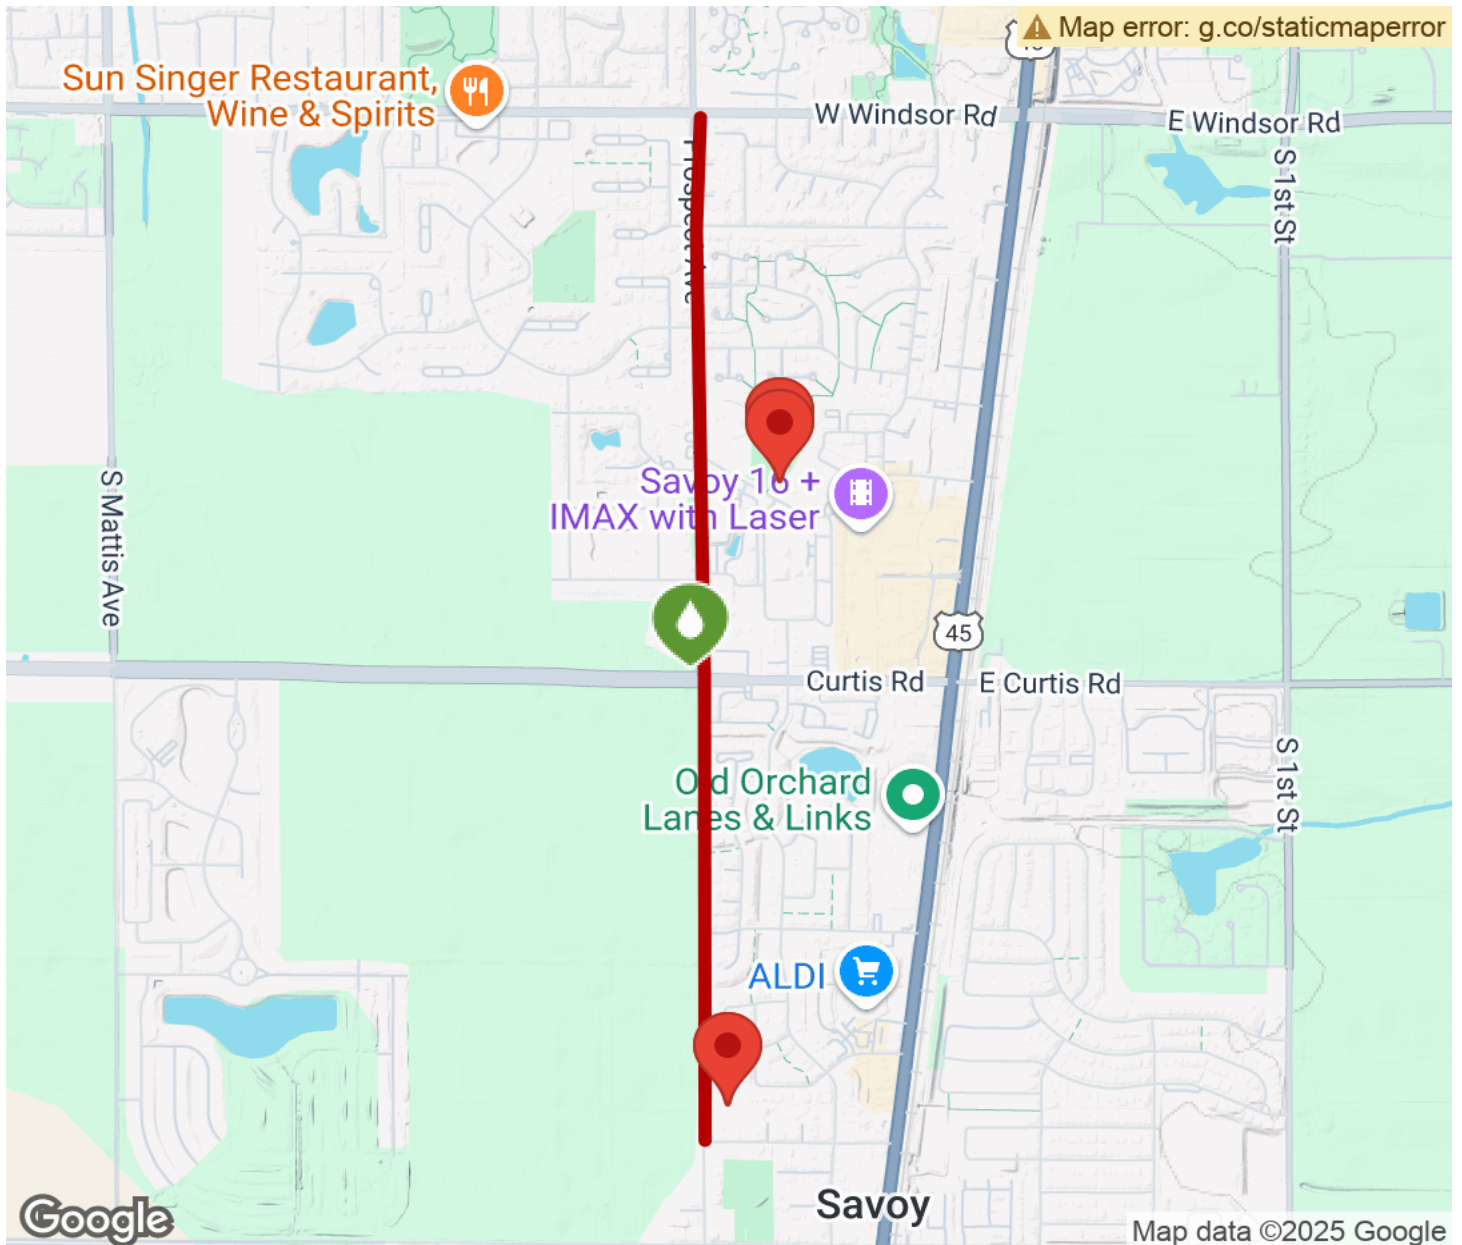 Map error: g.co/staticmaperror
Sun Singer Restaurant,
Wine & Spirits
W Windsor Rd
E Windsor Rd
S 1st St
Prospect Ave
S Mattis Ave
Savoy 16 +
IMAX with Laser
45
Curtis Rd
E Curtis Rd
Old Orchard
Lanes & Links
S 1st St
ALDI
Savoy
Google
Map data ©2025 Google